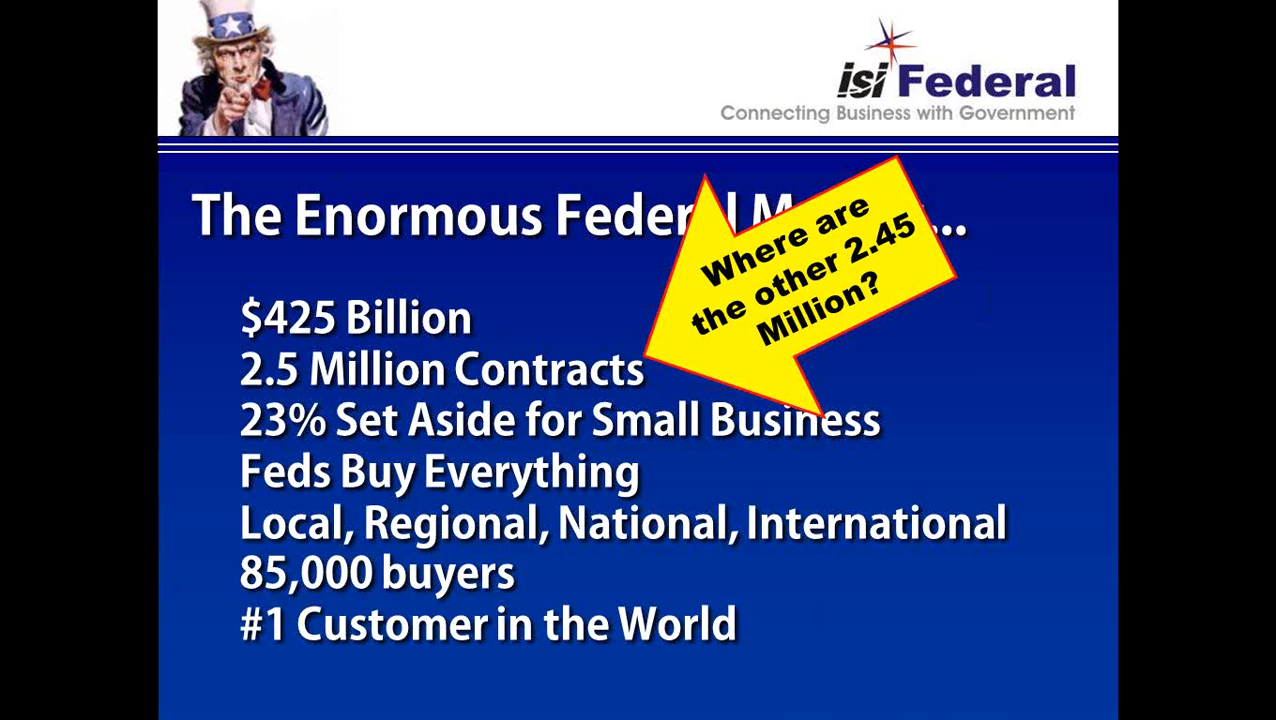 isi Federal
Connecting Business with Government
The Enormous Federal
$425 Billion
2.5 Million Contracts
23% Set Aside for Small Business
Feds Buy Everything
Local, Regional, National, International
85,000 buyers
#1 Customer in the World
Where are
the other 2.45
Million?